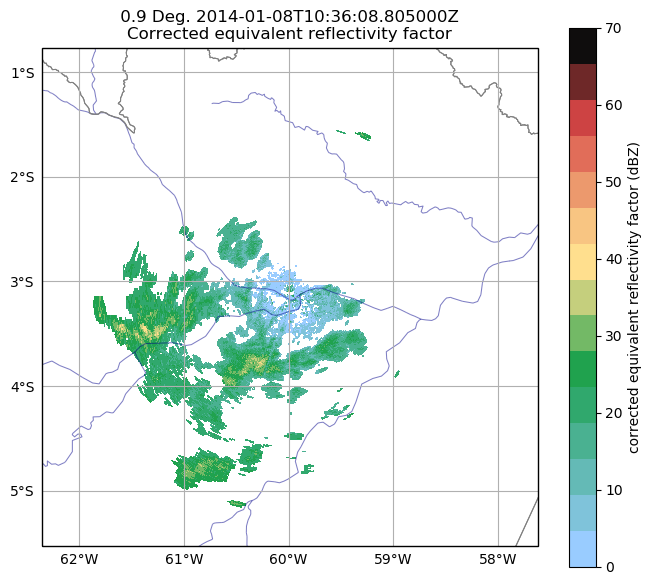 0.9 Deg. 2014-01-08T10:36:08.805000Z
Corrected equivalent reflectivity factor
1°S
2°S
3°S
4°S
5°S
62°W
61°W
60°W
59°W
58°W
70
60
50
40
30
20
10
0
corrected equivalent reflectivity factor (dBZ)